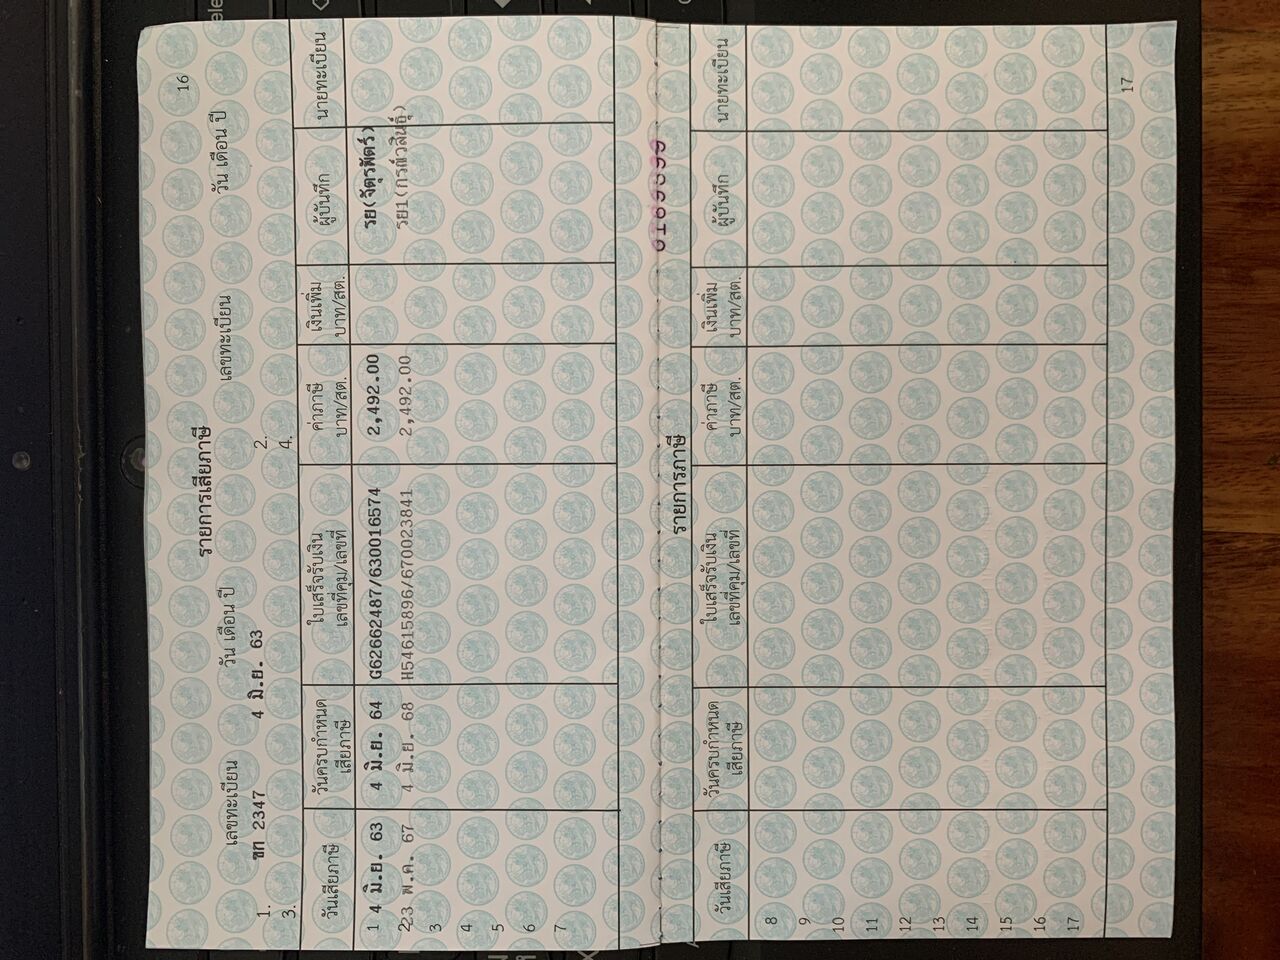 16
รายการเสียภาษี
เลขทะเบียน วัน เดือน ปี เลขทะเบียน วัน เดือน ปี
1. ขท 2347 4 มิ.ย. 63 2.
3. 4.
วันเสียภาษี วันครบกำหนดเสียภาษี ใบเสร็จรับเงิน เลขที่คุม/เลขที่ ค่าภาษี บาท/สต. เงินเพิ่ม บาท/สต. ผู้บันทึก นายทะเบียน
1 4 มิ.ย. 63 4 มิ.ย. 64 G62662487/630016574 2,492.00 รย(จัตุรพัตร์)
2 23 พ.ค. 67 4 มิ.ย. 68 H54615896/670023841 2,492.00
3
4
5
6
7
รายการภาษี
วันเสียภาษี วันครบกำหนดเสียภาษี ใบเสร็จรับเงิน เลขที่คุม/เลขที่ ค่าภาษี บาท/สต. เงินเพิ่ม บาท/สต. ผู้บันทึก นายทะเบียน
8
9
10
11
12
13
14
15
16
17
17